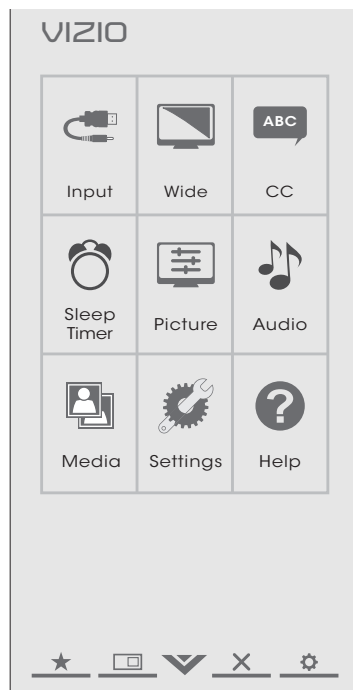 VIZIO
Input
Wide
ABC
CC
Sleep
Timer
Picture
Audio
Media
Settings
?
Help